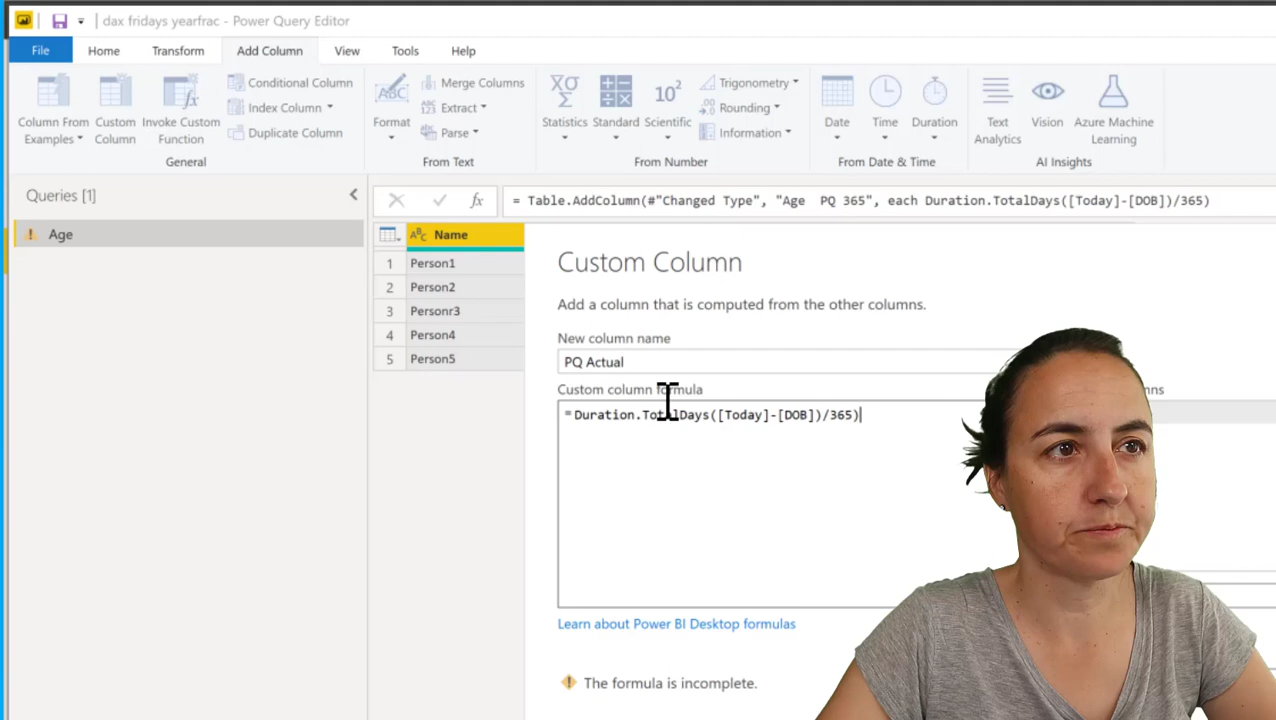 dax fridays yearfrac - Power Query Editor
File Home Transform Add Column View Tools Help
Column From Examples
Custom Column
Invoke Custom Function
Conditional Column
Index Column
Duplicate Column
General
Format
Merge Columns
Extract
Parse
From Text
Statistics
Standard
Scientific
Trigonometry
Rounding
Information
From Number
Date
Time
Duration
From Date & Time
Text Analytics
Vision
Azure Machine Learning
AI Insights
Queries [1]
Age
= Table.AddColumn(#"Changed Type", "Age  PQ 365", each Duration.TotalDays([Today]-[DOB])/365)
Name
1 Person1
2 Person2
3 Personr3
4 Person4
5 Person5
Custom Column
Add a column that is computed from the other columns.
New column name
PQ Actual
Custom column formula
= Duration.TotalDays([Today]-[DOB])/365)
Learn about Power BI Desktop formulas
The formula is incomplete.